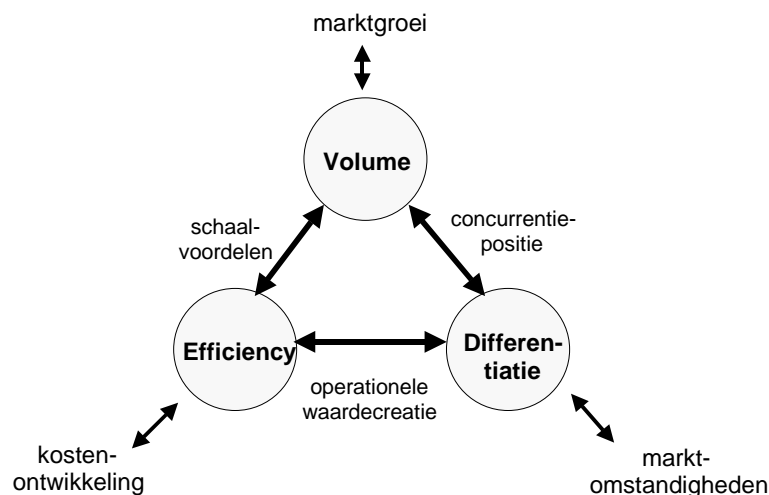 marktgroei
Volume
schaal-
voordelen
concurrentie-
positie
Efficiency
Differen-
tiatie
operationele
waardecreatie
kosten-
ontwikkeling
markt-
omstandigheden